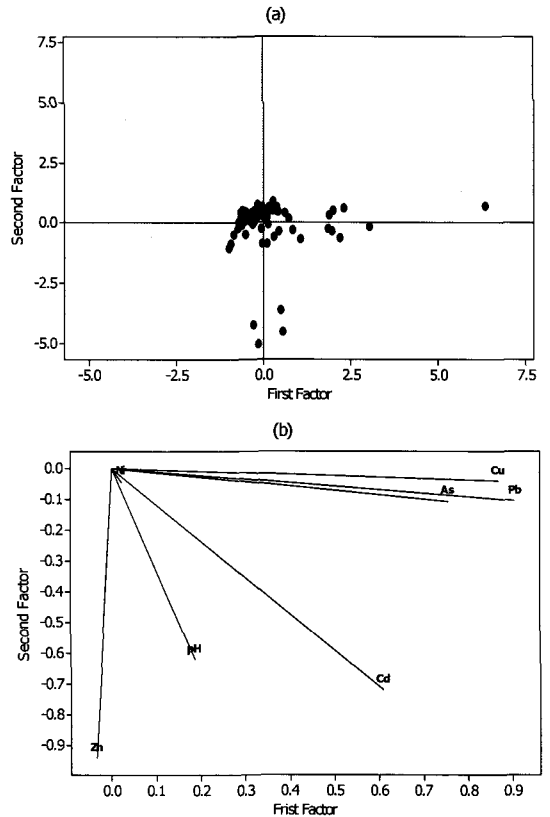 (a)
7.5
5.0
2.5
0.0
-2.5
-5.0
Second Factor
-5.0 -2.5 0.0 2.5 5.0 7.5
First Factor
(b)
0.0
-0.1
-0.2
-0.3
-0.4
-0.5
-0.6
-0.7
-0.8
-0.9
Second Factor
Ni
Cu
As
Pb
pH
Cd
Zn
0.0 0.1 0.2 0.3 0.4 0.5 0.6 0.7 0.8 0.9
Frist Factor